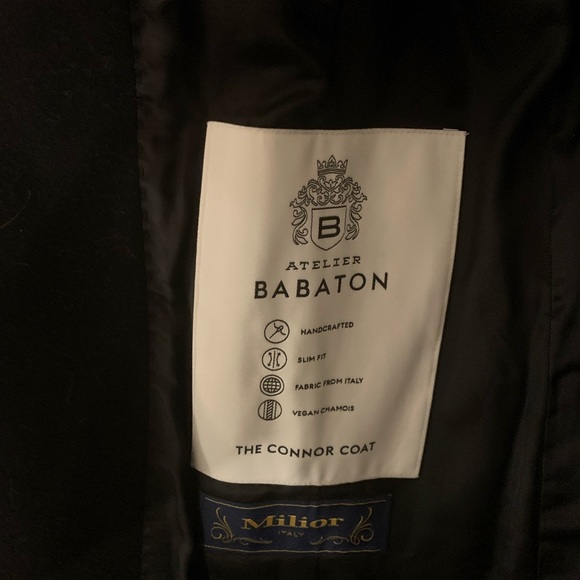 B
ATELIER
BABATON
HANDCRAFTED
SLIM FIT
FABRIC FROM ITALY
VEGAN CHAMOIS
THE CONNOR COAT
Milior
ITALY